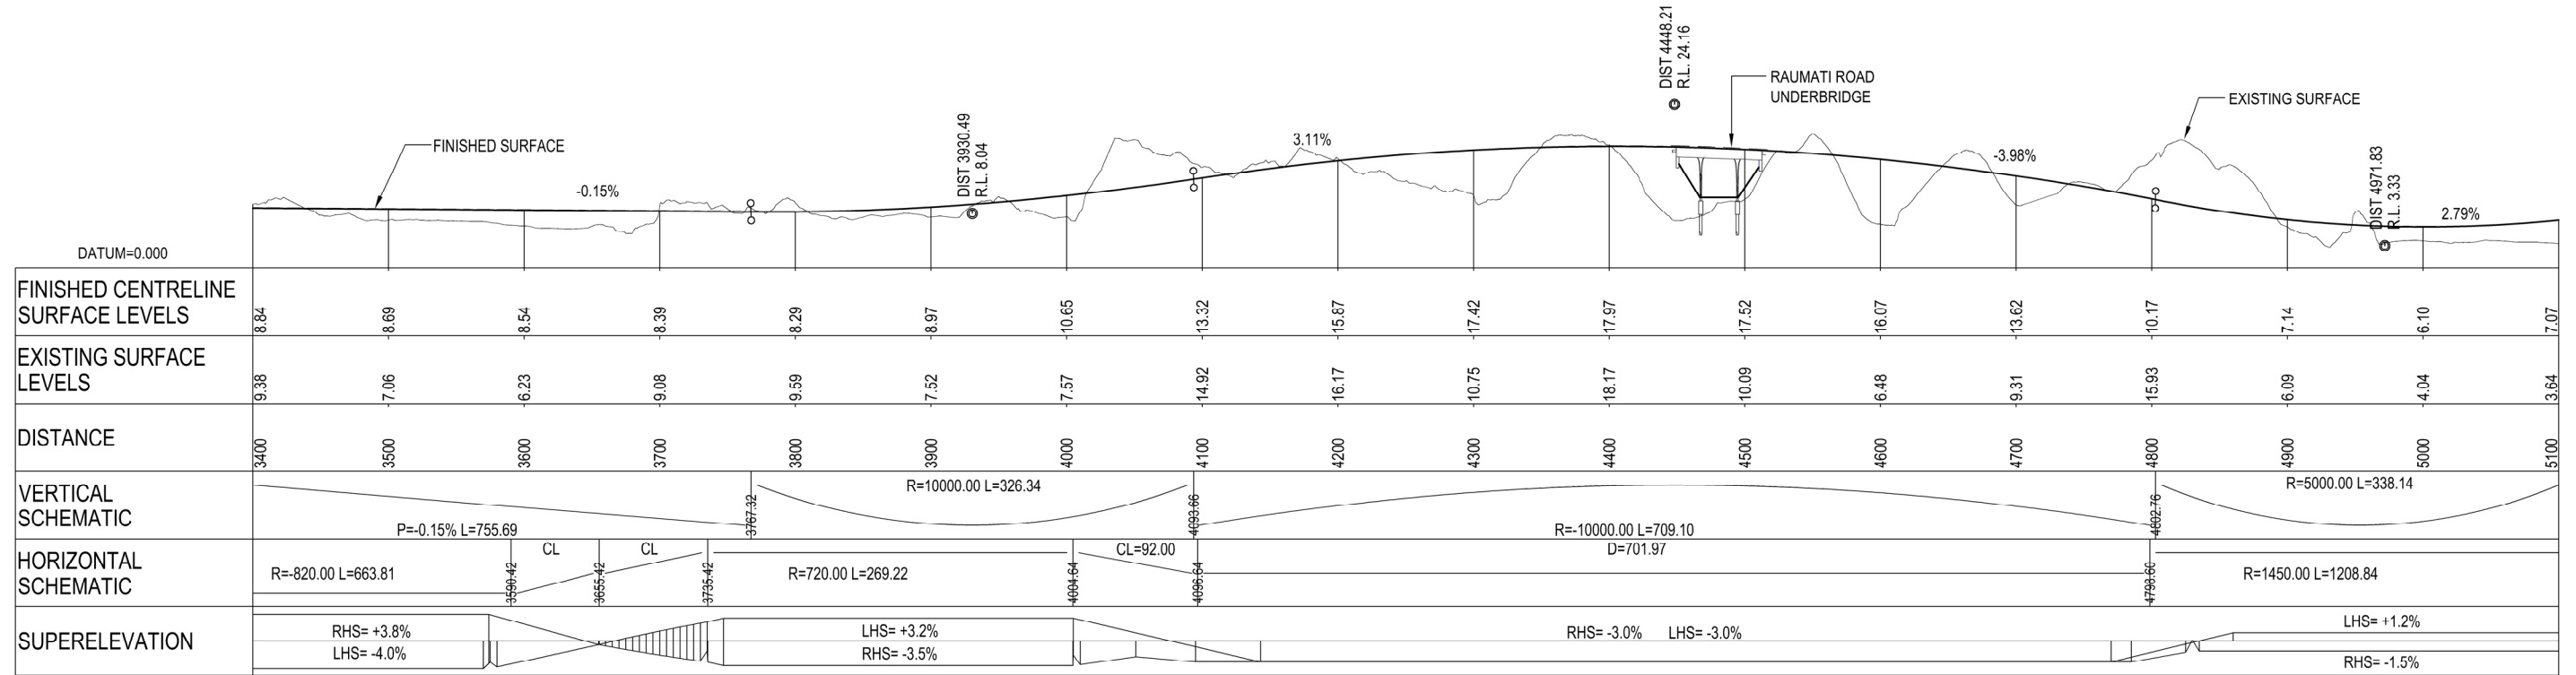 DIST 4448.21
R.L. 24.16
RAUMATI ROAD
UNDERBRIDGE
EXISTING SURFACE
FINISHED SURFACE
DIST 3930.49
R.L. 8.04
3.11%
-3.98%
-0.15%
DIST 4971.83
R.L. 3.33
2.79%
DATUM=0.000
FINISHED CENTRELINE
SURFACE LEVELS
8.84 8.69 8.54 8.39 8.29 8.97 10.65 13.32 15.87 17.42 17.97 17.52 16.07 13.62 10.17 7.14 6.10 7.07
EXISTING SURFACE
LEVELS
9.38 7.06 6.23 9.08 9.59 7.52 7.57 14.92 16.17 10.75 18.17 10.09 6.48 9.31 15.93 6.09 4.04 3.64
DISTANCE
3400 3500 3600 3700 3800 3900 4000 4100 4200 4300 4400 4500 4600 4700 4800 4900 5000 5100
VERTICAL
SCHEMATIC
P=-0.15% L=755.69
3767.32
R=10000.00 L=326.34
4093.66
R=-10000.00 L=709.10
4802.76
R=5000.00 L=338.14
HORIZONTAL
SCHEMATIC
R=-820.00 L=663.81
3590.42
CL
3655.42
CL
3735.42
R=720.00 L=269.22
4004.64
CL=92.00
4096.64
D=701.97
4798.60
R=1450.00 L=1208.84
SUPERELEVATION
RHS= +3.8%
LHS= -4.0%
LHS= +3.2%
RHS= -3.5%
RHS= -3.0% LHS= -3.0%
LHS= +1.2%
RHS= -1.5%